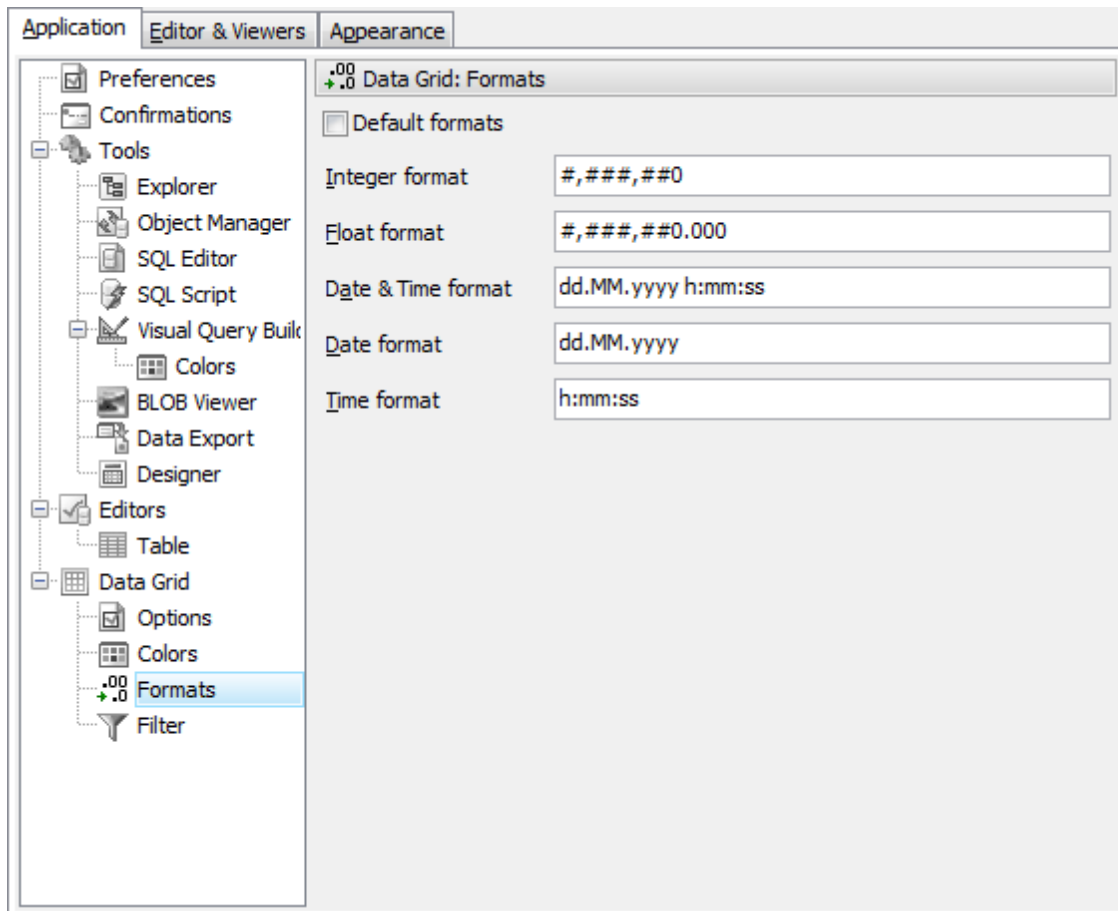 Application
Editor & Viewers
Appearance
Preferences
Confirmations
Tools
Explorer
Object Manager
SQL Editor
SQL Script
Visual Query Builc
Colors
BLOB Viewer
Data Export
Designer
Editors
Table
Data Grid
Options
Colors
Formats
Filter
Data Grid: Formats
Default formats
Integer format
#,###,##0
Float format
#,###,##0.000
Date & Time format
dd.MM.yyyy h:mm:ss
Date format
dd.MM.yyyy
Time format
h:mm:ss